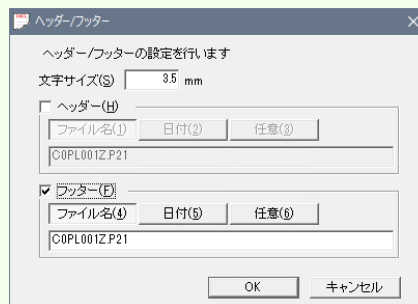 ヘッダー/フッター
ヘッダー/フッターの設定を行います
文字サイズ(S) 3.5 mm
ヘッダー(H)
ファイル名(1) 日付(2) 任意(3)
C0PL001Z.P21
フッター(F)
ファイル名(4) 日付(5) 任意(6)
C0PL001Z.P21
OK キャンセル